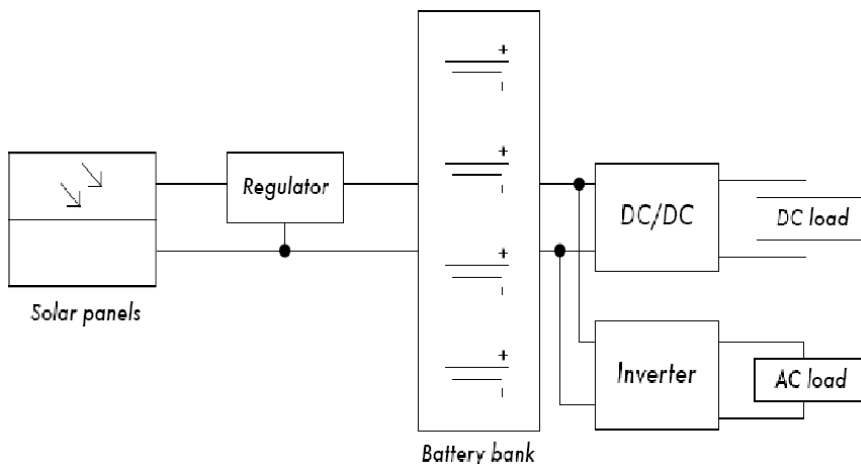 Regulator
Solar panels
+
+
+
+
Battery bank
DC/DC
DC load
Inverter
AC load